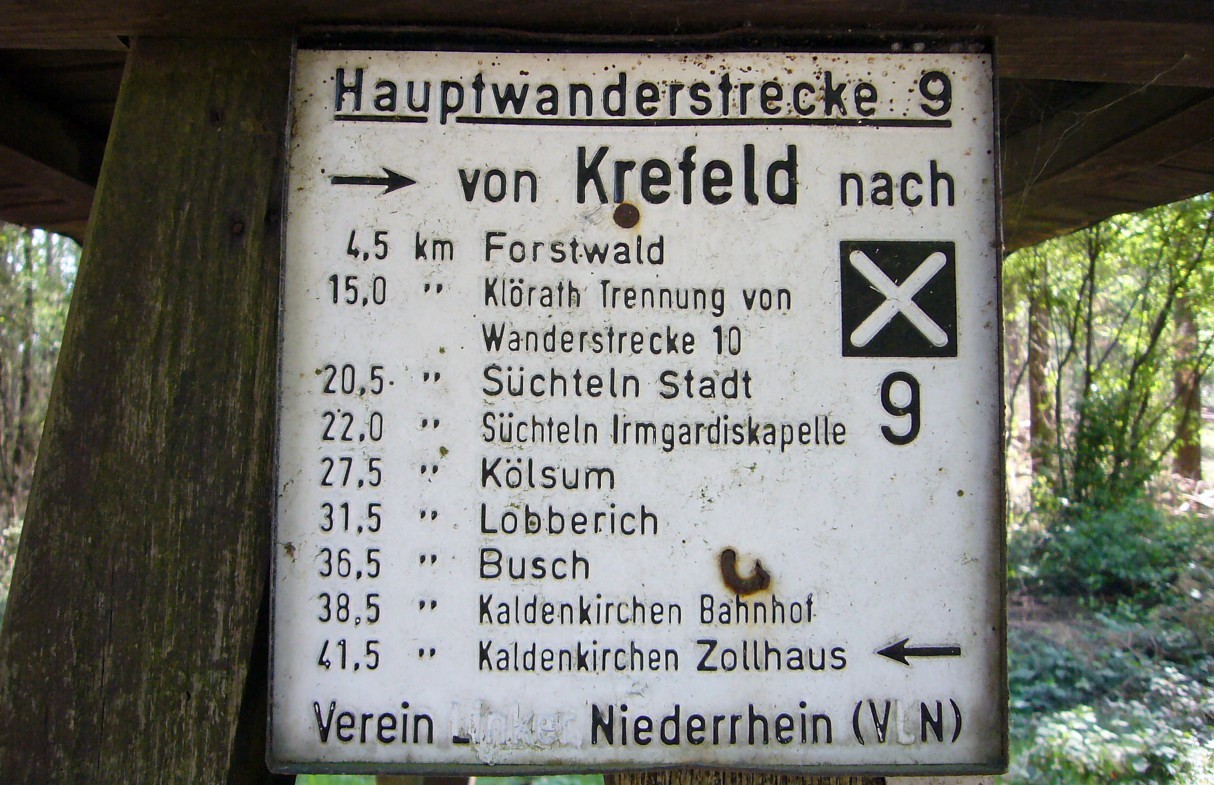 Hauptwanderstrecke 9
→ von Krefeld nach
4,5 km Forstwald
15,0 " Klörath Trennung von
Wanderstrecke 10
20,5 " Süchteln Stadt
22,0 " Süchteln Irmgardiskapelle
9
27,5 " Kölsum
31,5 " Lobberich
36,5 " Busch
38,5 " Kaldenkirchen Bahnhof
41,5 " Kaldenkirchen Zollhaus ←
Verein Linker Niederrhein (VLN)